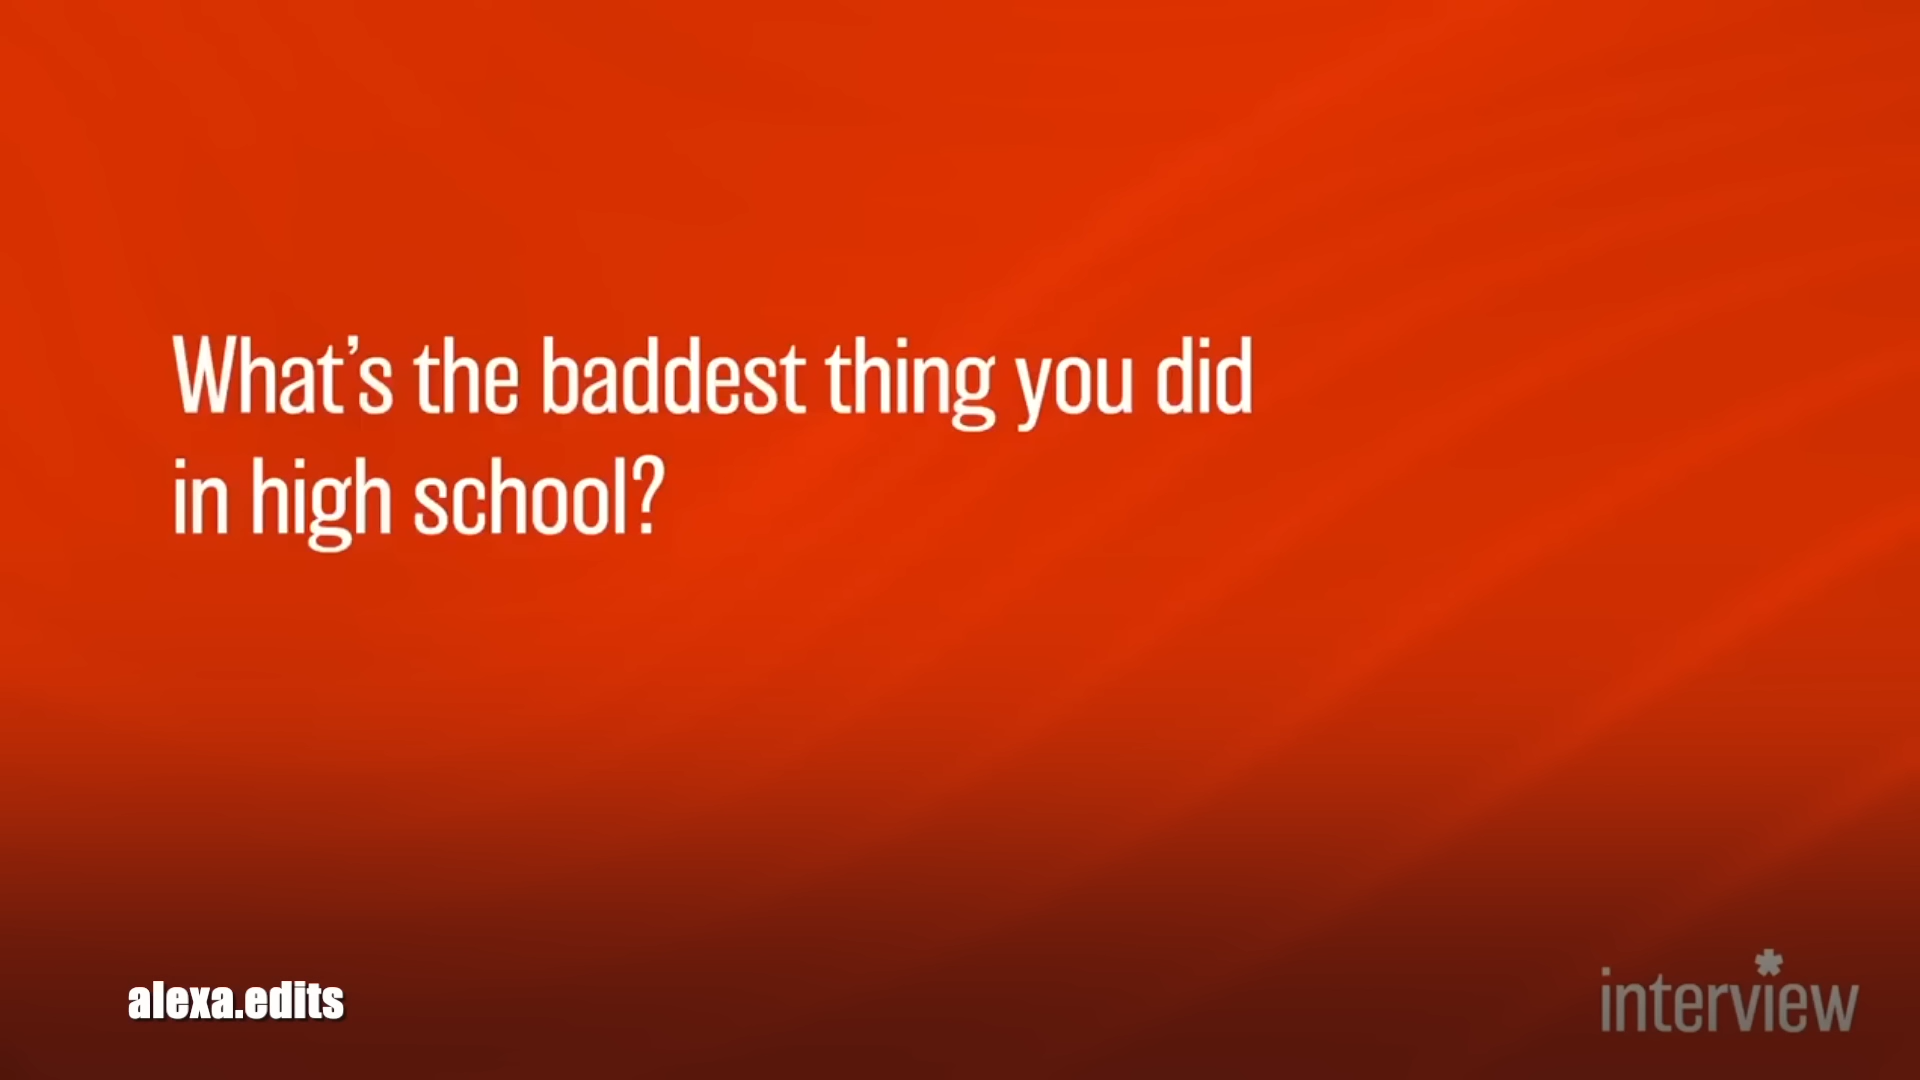 What’s the baddest thing you did
in high school?
alexa.edits
interview